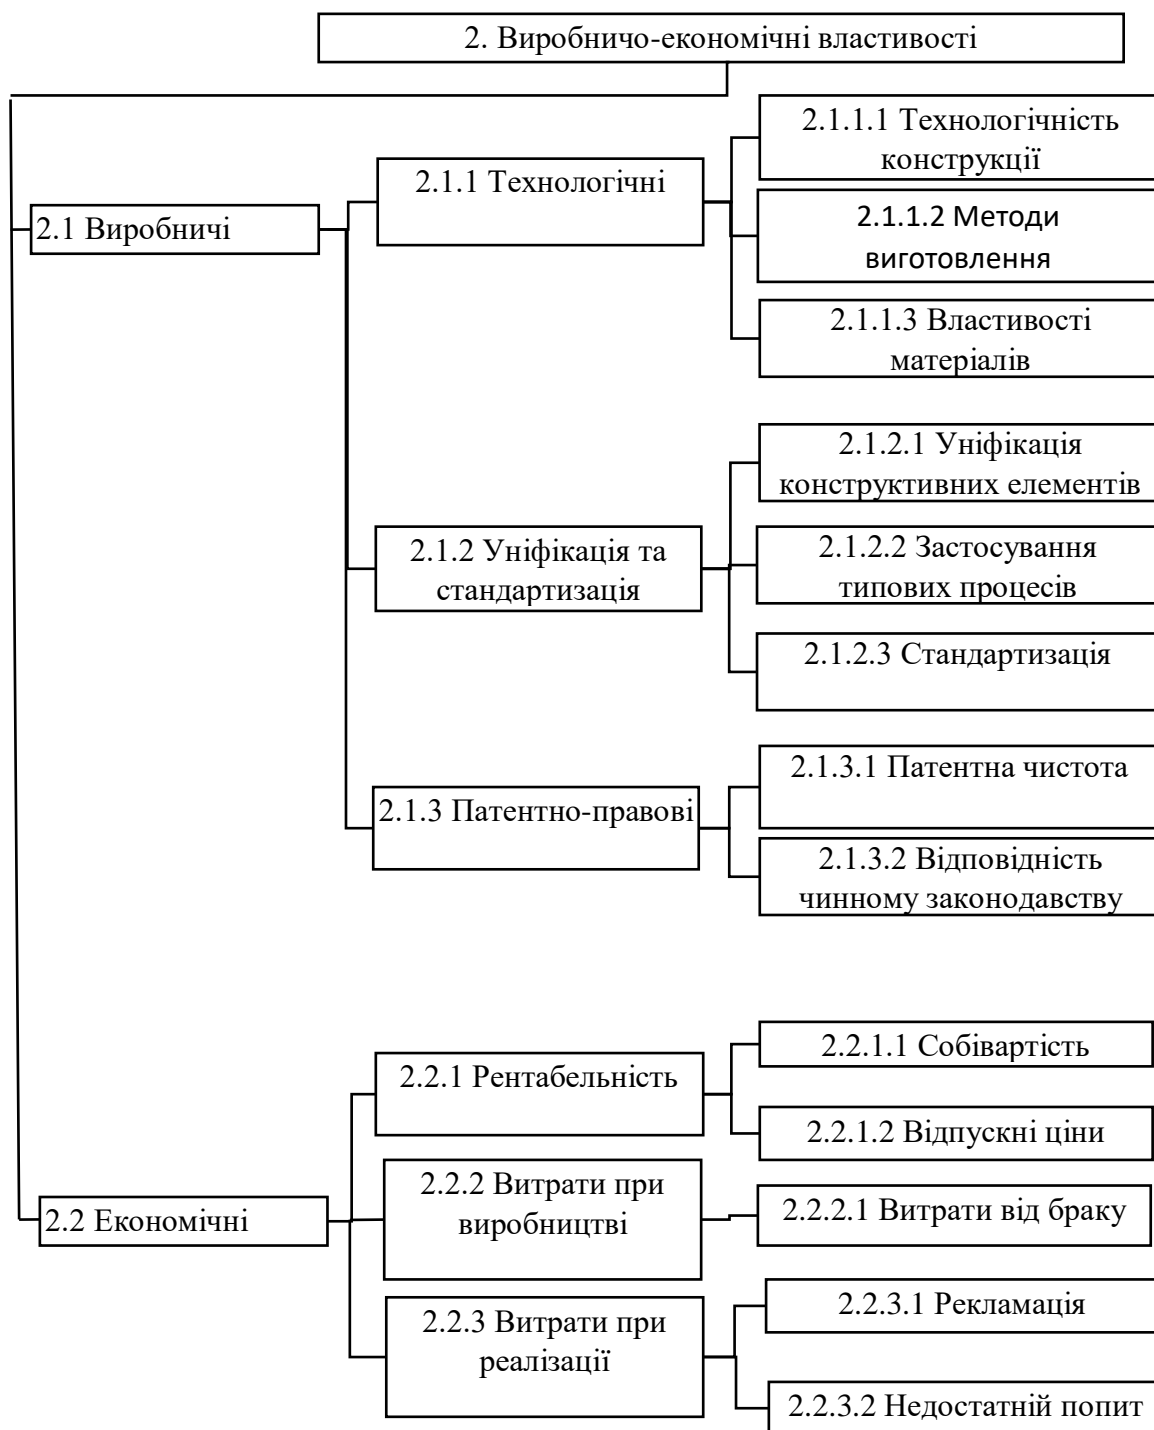 2. Виробничо-економічні властивості
2.1 Виробничі
2.1.1 Технологічні
2.1.1.1 Технологічність
конструкції
2.1.1.2 Методи
виготовлення
2.1.1.3 Властивості
матеріалів
2.1.2 Уніфікація та
стандартизація
2.1.2.1 Уніфікація
конструктивних елементів
2.1.2.2 Застосування
типових процесів
2.1.2.3 Стандартизація
2.1.3 Патентно-правові
2.1.3.1 Патентна чистота
2.1.3.2 Відповідність
чинному законодавству
2.2 Економічні
2.2.1 Рентабельність
2.2.1.1 Собівартість
2.2.1.2 Відпускні ціни
2.2.2 Витрати при
виробництві
2.2.2.1 Витрати від браку
2.2.3 Витрати при
реалізації
2.2.3.1 Рекламація
2.2.3.2 Недостатній попит